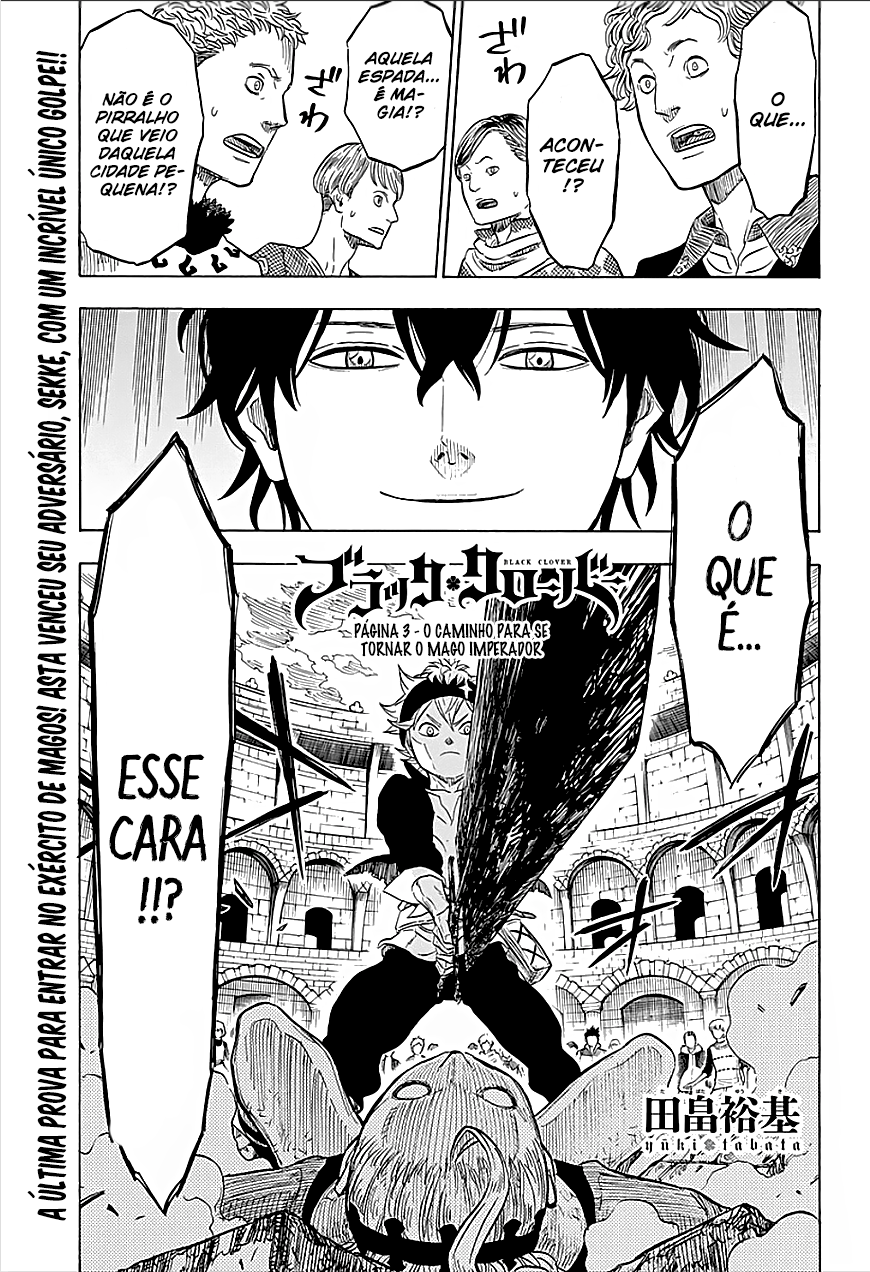 O
QUE...
ACON-
TECEU
!?
ざわ
AQUELA
ESPADA...
É MA-
GIA!?
ざわ
NÃO É O
PIRRALHO
QUE VEIO
DAQUELA
CIDADE PE-
QUENA!?
O
QUE
É...
ESSE
CARA
!!?
BLACK CLOVER
ブラック・クローバー
PÁGINA 3 - O CAMINHO PARA SE
TORNAR O MAGO IMPERADOR
田畠裕基
yūki tabata
A ÚLTIMA PROVA PARA ENTRAR NO EXÉRCITO DE MAGOS! ASTA VENCEU SEU ADVERSÁRIO, SEKKE, COM UM INCRÍVEL ÚNICO GOLPE!!